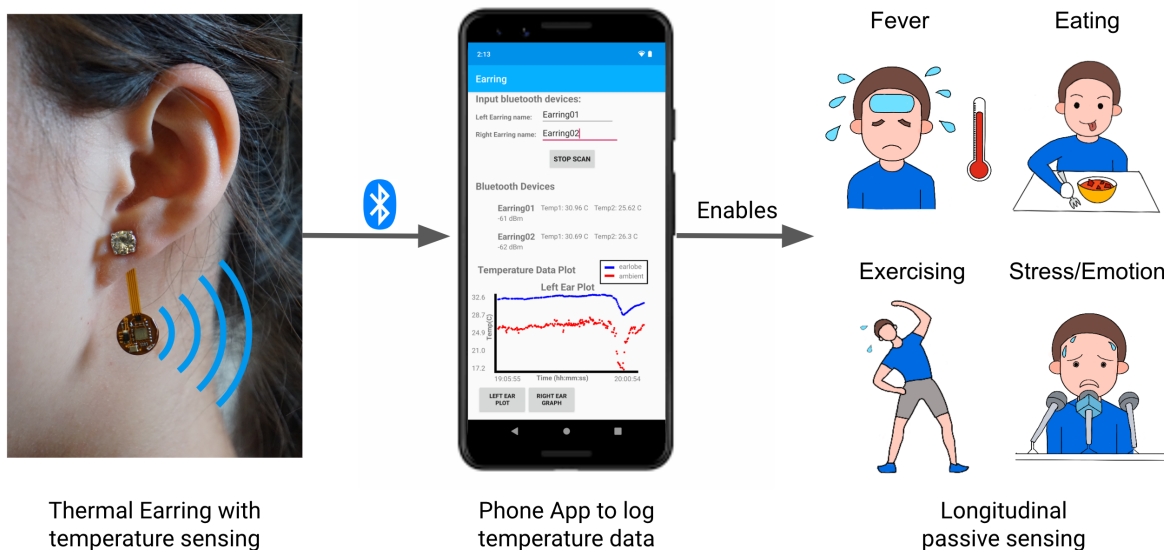 Fever
Eating
2:13
Earring
Input bluetooth devices:
Left Earring name: Earring01
Right Earring name: Earring02
STOP SCAN
Bluetooth Devices
Earring01 Temp1: 30.96 C Temp2: 25.62 C
-61 dBm
Earring02 Temp1: 30.69 C Temp2: 26.3 C
-62 dBm
Enables
Temperature Data Plot
earlobe
ambient
Left Ear Plot
32.6
28.7
24.9
21.0
17.2
Temp(C)
19:05:55 Time (hh:mm:ss) 20:00:54
LEFT EAR
PLOT
RIGHT EAR
GRAPH
Exercising
Stress/Emotion
Thermal Earring with
temperature sensing
Phone App to log
temperature data
Longitudinal
passive sensing